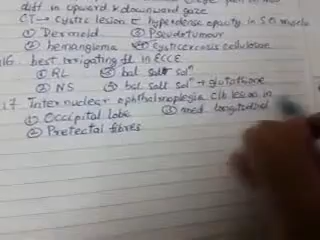 diff in upward & downward gaze
CT → cystic lesion c hyperdense opacity in S.O muscle
① Dermoid ③ Pseudotumour
② hemangioma ④ cysticercosis cellulosae
16. best irrigating fl in ECCE
① RL ③ bal salt solⁿ
② NS ④ bal salt solⁿ + glutathione
17 Internuclear ophthalmoplegia c/b lesion in
① Occipital lobe ③ med longitudinal
② Pretectal fibres